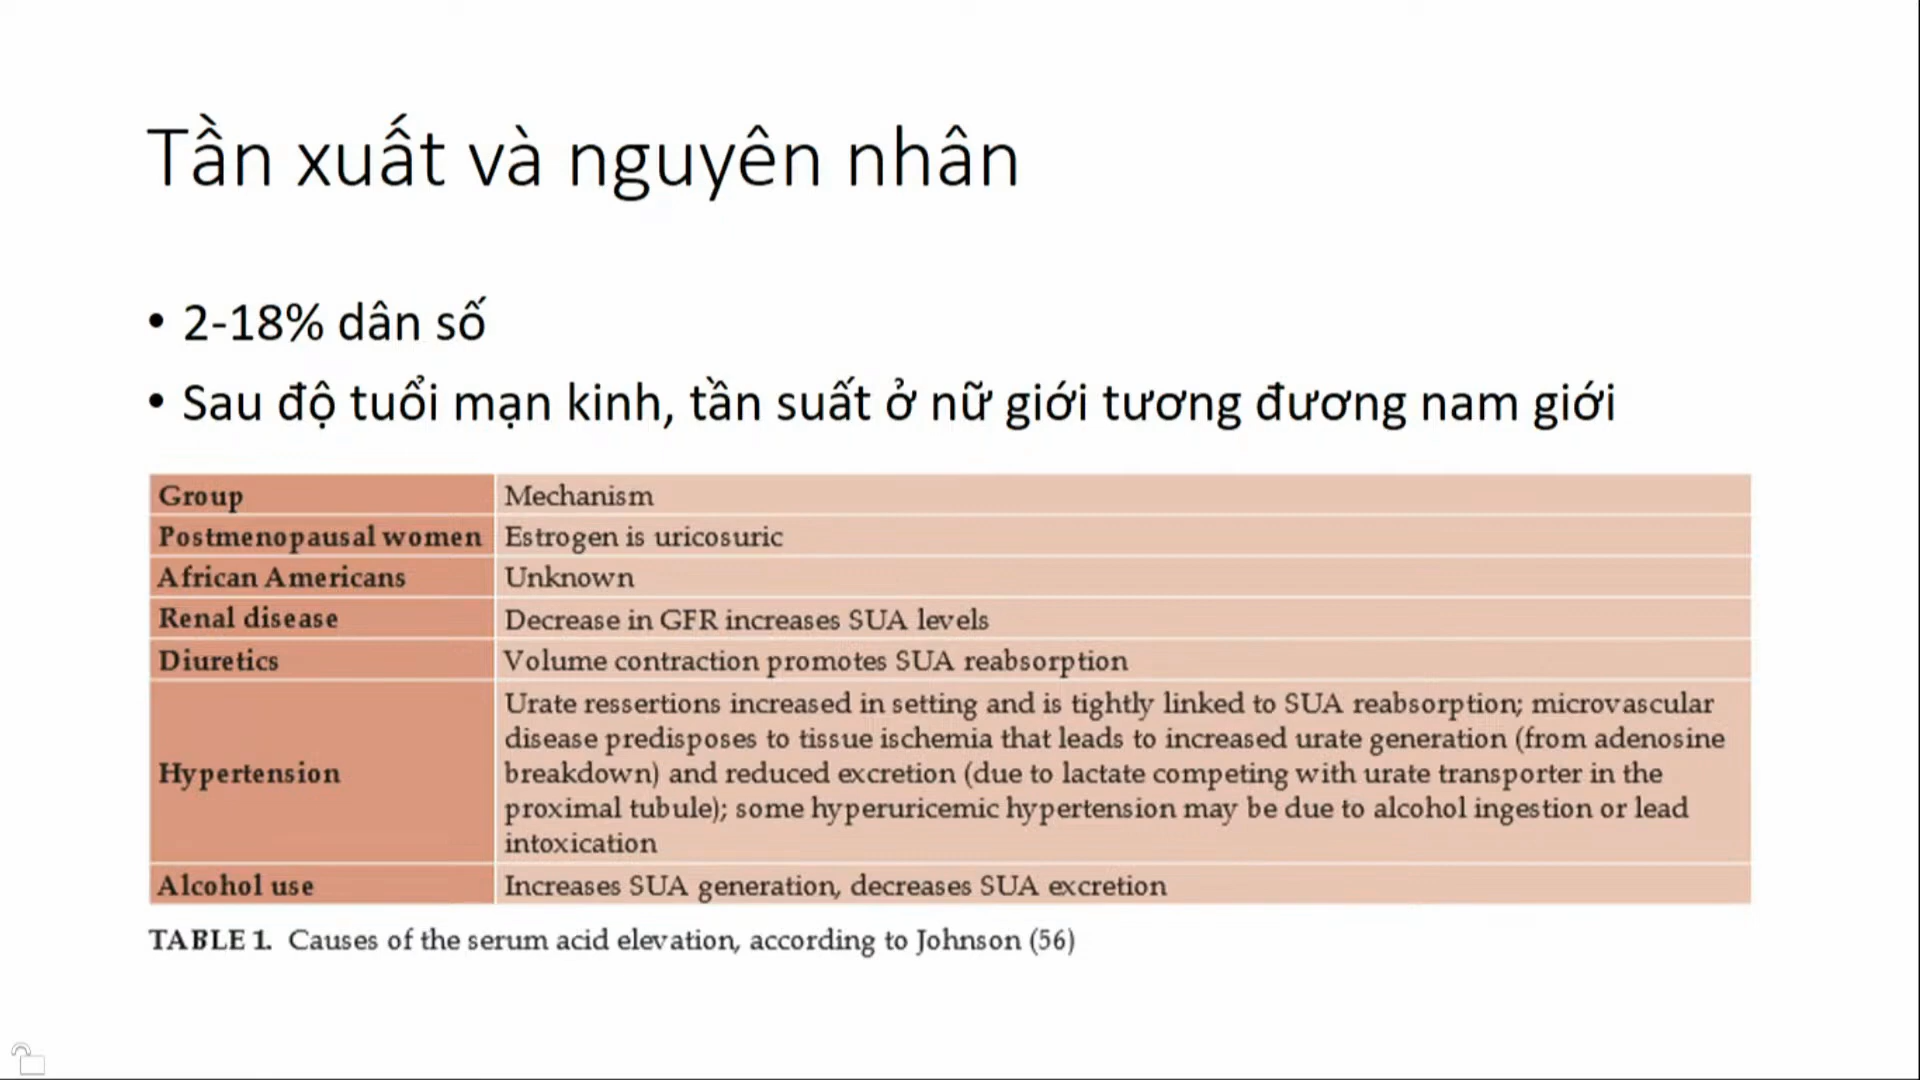 Tần xuất và nguyên nhân
• 2-18% dân số
• Sau độ tuổi mạn kinh, tần suất ở nữ giới tương đương nam giới
Group Mechanism
Postmenopausal women Estrogen is uricosuric
African Americans Unknown
Renal disease Decrease in GFR increases SUA levels
Diuretics Volume contraction promotes SUA reabsorption
Hypertension
Urate ressertions increased in setting and is tightly linked to SUA reabsorption; microvascular
disease predisposes to tissue ischemia that leads to increased urate generation (from adenosine
breakdown) and reduced excretion (due to lactate competing with urate transporter in the
proximal tubule); some hyperuricemic hypertension may be due to alcohol ingestion or lead
intoxication
Alcohol use Increases SUA generation, decreases SUA excretion
TABLE 1. Causes of the serum acid elevation, according to Johnson (56)